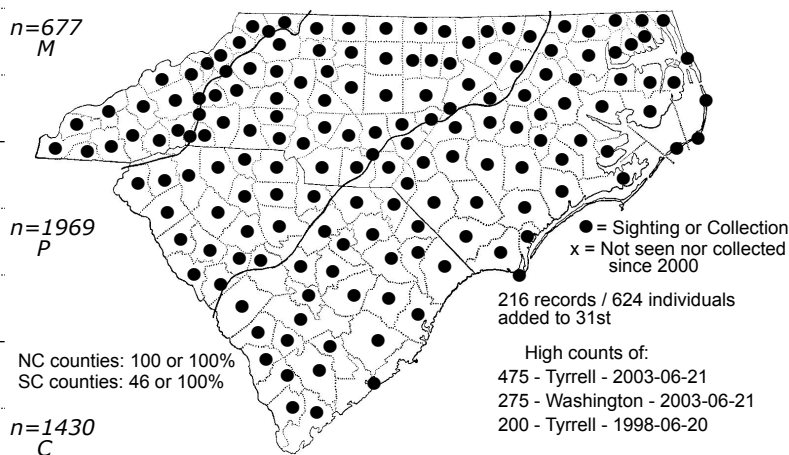 n=677
M
n=1969
P
● = Sighting or Collection
x = Not seen nor collected
since 2000
216 records / 624 individuals
added to 31st
NC counties: 100 or 100%
SC counties: 46 or 100%
High counts of:
475 - Tyrrell - 2003-06-21
275 - Washington - 2003-06-21
200 - Tyrrell - 1998-06-20
n=1430
C